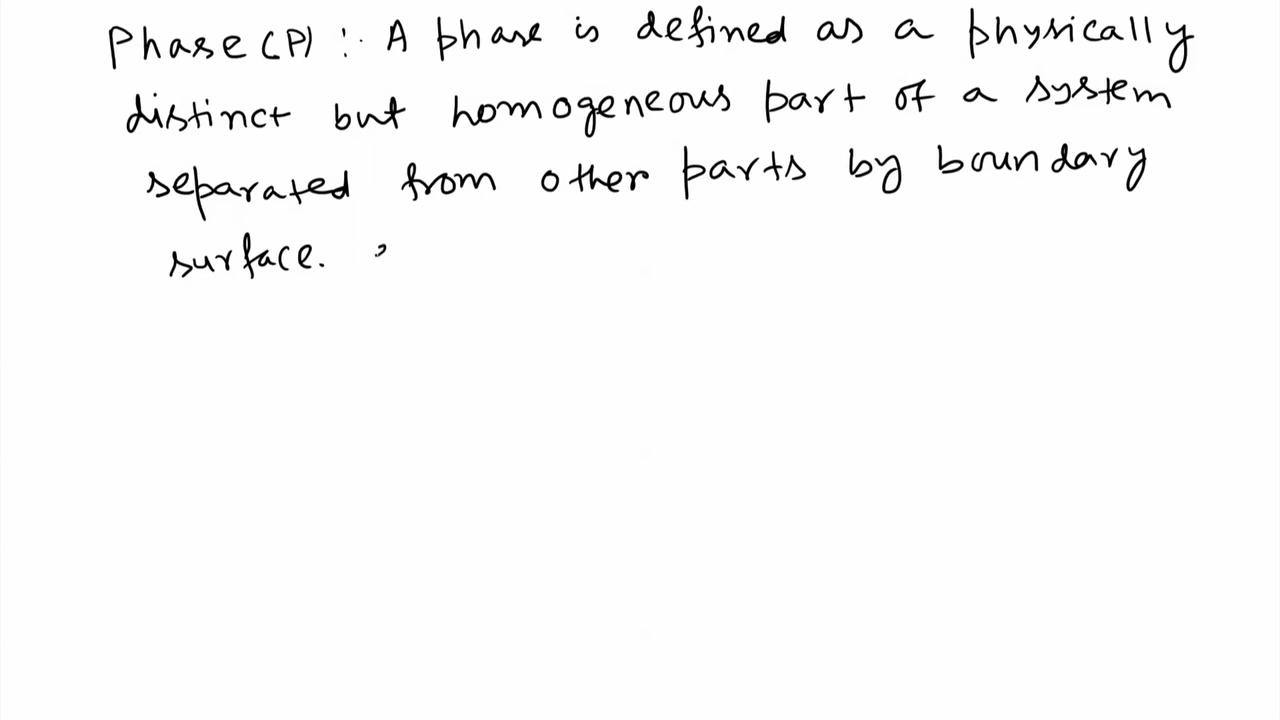 Phase (P) :- A phase is defined as a physically
distinct but homogeneous part of a system
separated from other parts by boundary
surface.